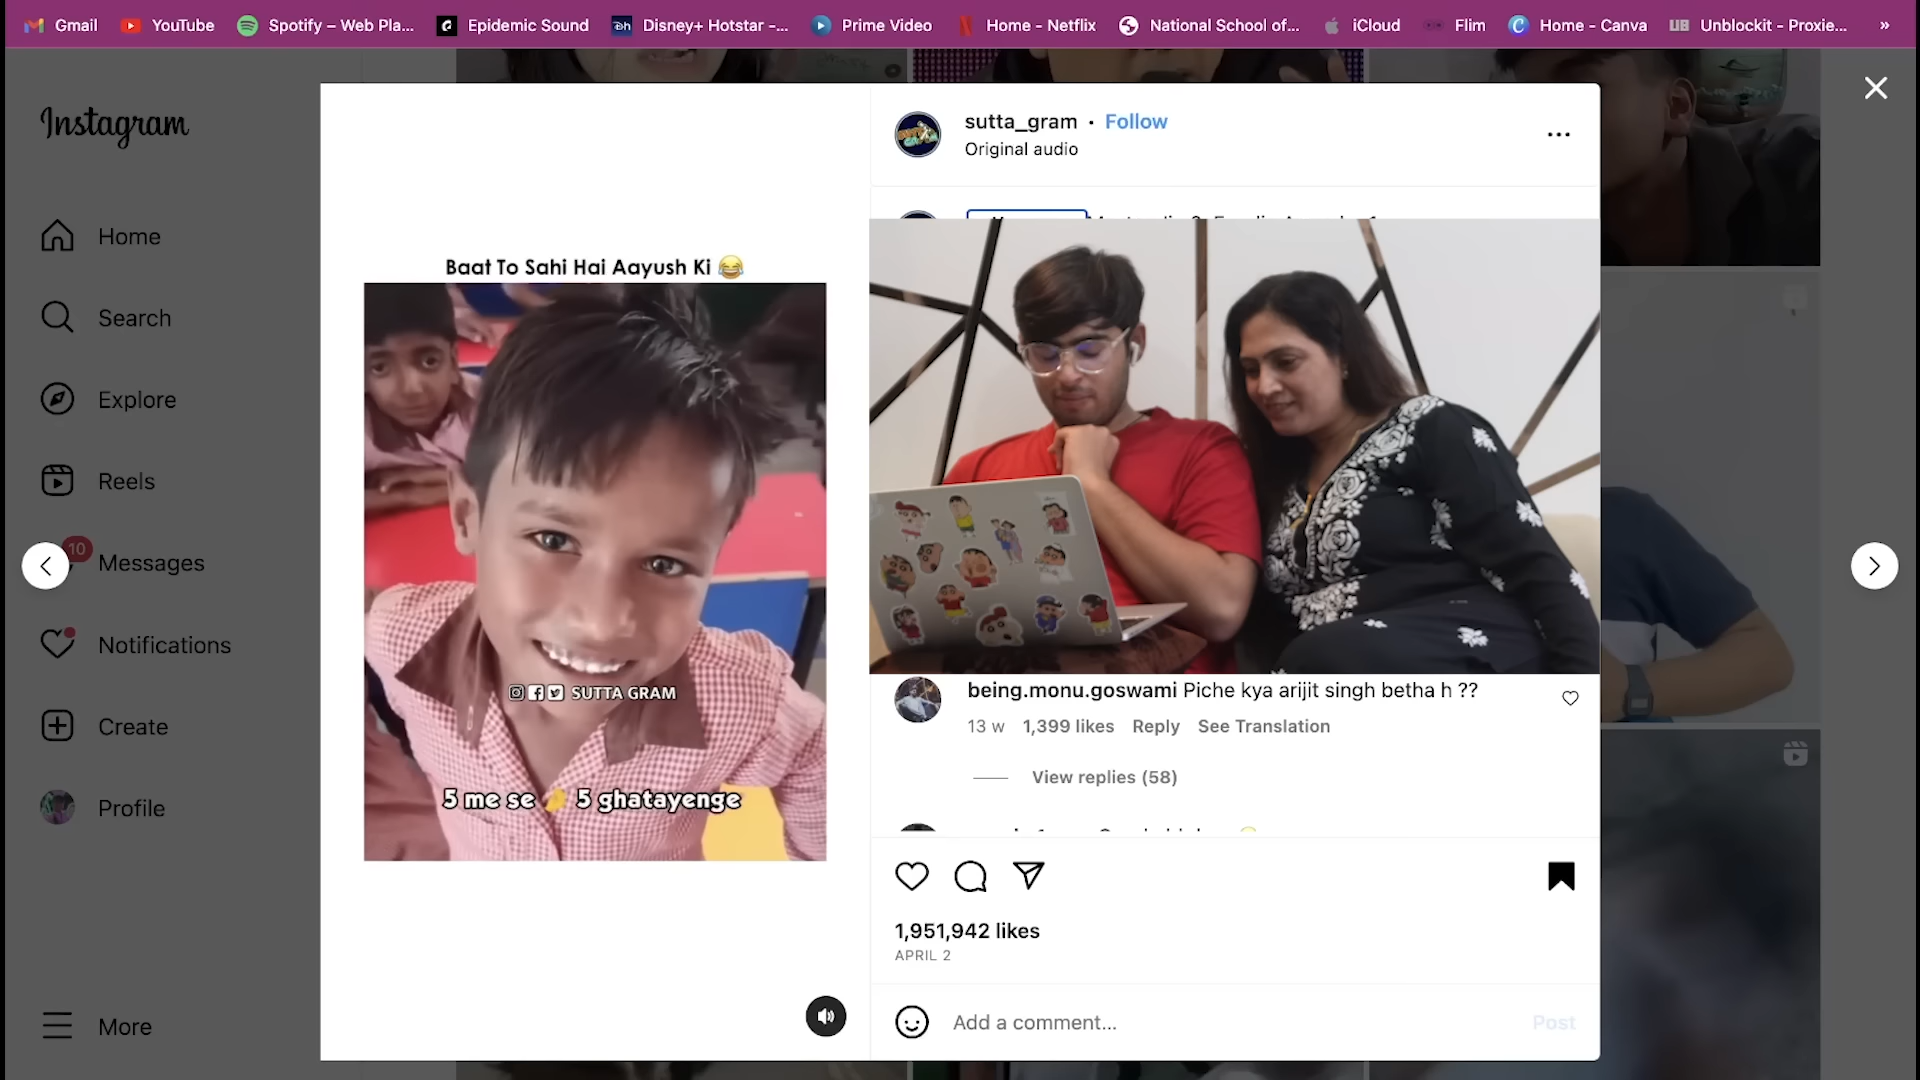 Gmail
YouTube
Spotify – Web Pla...
Epidemic Sound
Disney+ Hotstar -...
Prime Video
Home - Netflix
National School of...
iCloud
Flim
Home - Canva
Unblockit - Proxie...
»
Instagram
Home
Search
Explore
Reels
10
Messages
Notifications
Create
Profile
More
Baat To Sahi Hai Aayush Ki 😂
SUTTA GRAM
5 me se 5 ghatayenge
sutta_gram • Follow
Original audio
being.monu.goswami Piche kya arijit singh betha h ??
13 w 1,399 likes Reply See Translation
View replies (58)
1,951,942 likes
APRIL 2
Add a comment...
Post